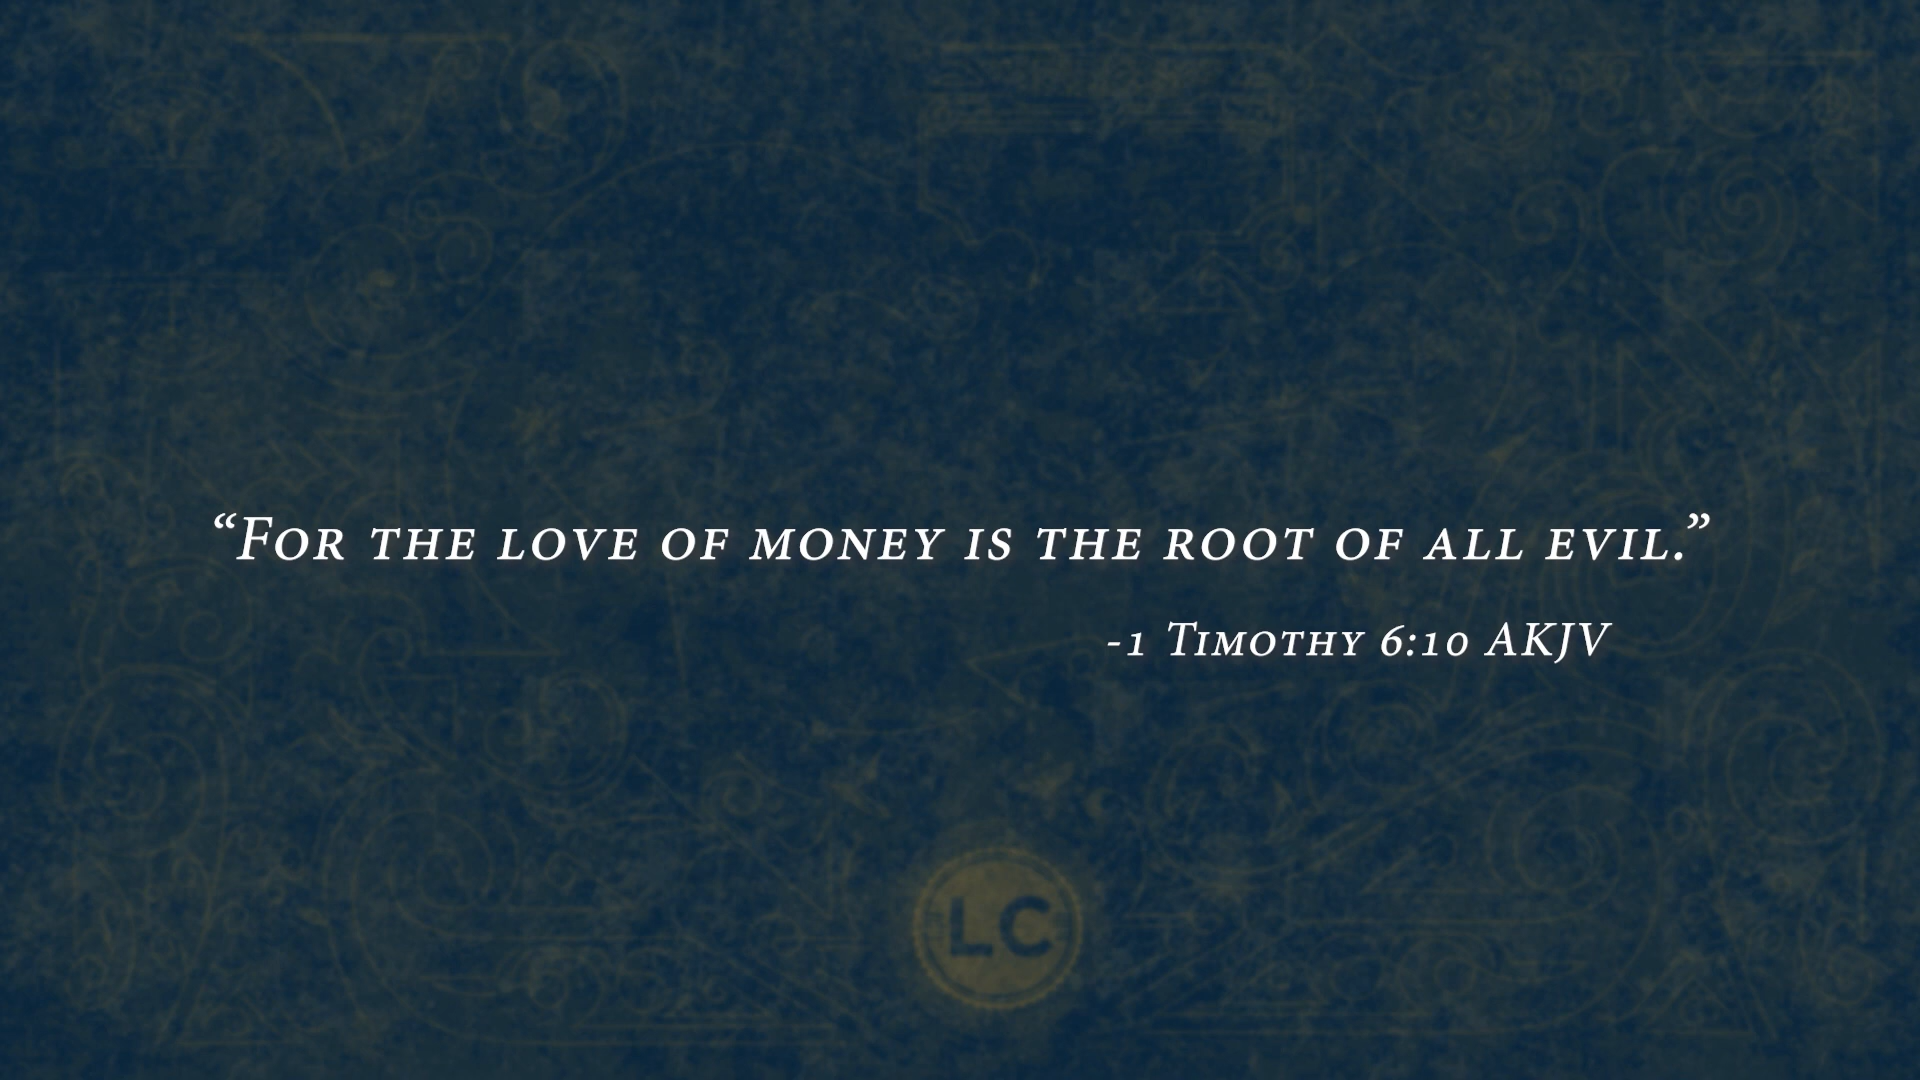 “For the love of money is the root of all evil.”
-1 Timothy 6:10 AKJV
LC